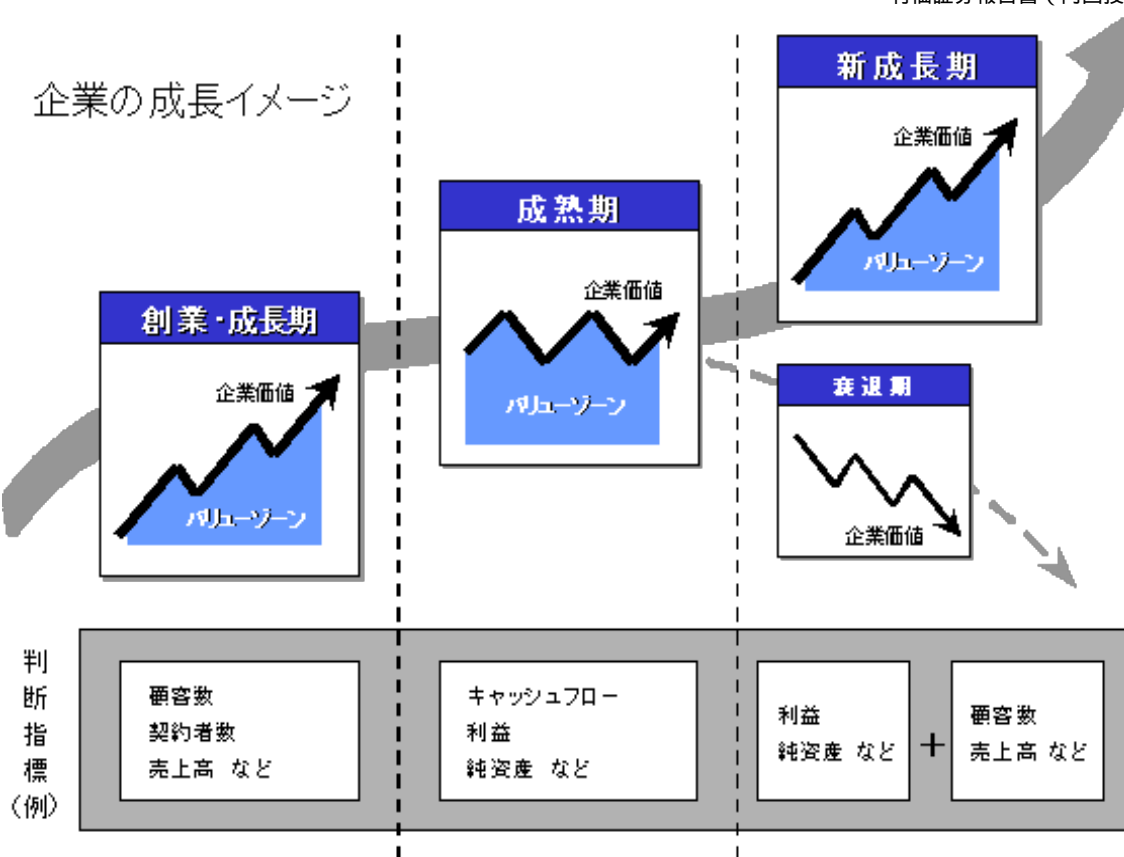 企業の成長イメージ
新成長期
企業価値
バリューゾーン
成熟期
企業価値
バリューゾーン
創業・成長期
企業価値
バリューゾーン
衰退期
企業価値
判断指標(例)
顧客数
契約者数
売上高 など
キャッシュフロー
利益
純資産 など
利益
純資産 など
+
顧客数
売上高 など